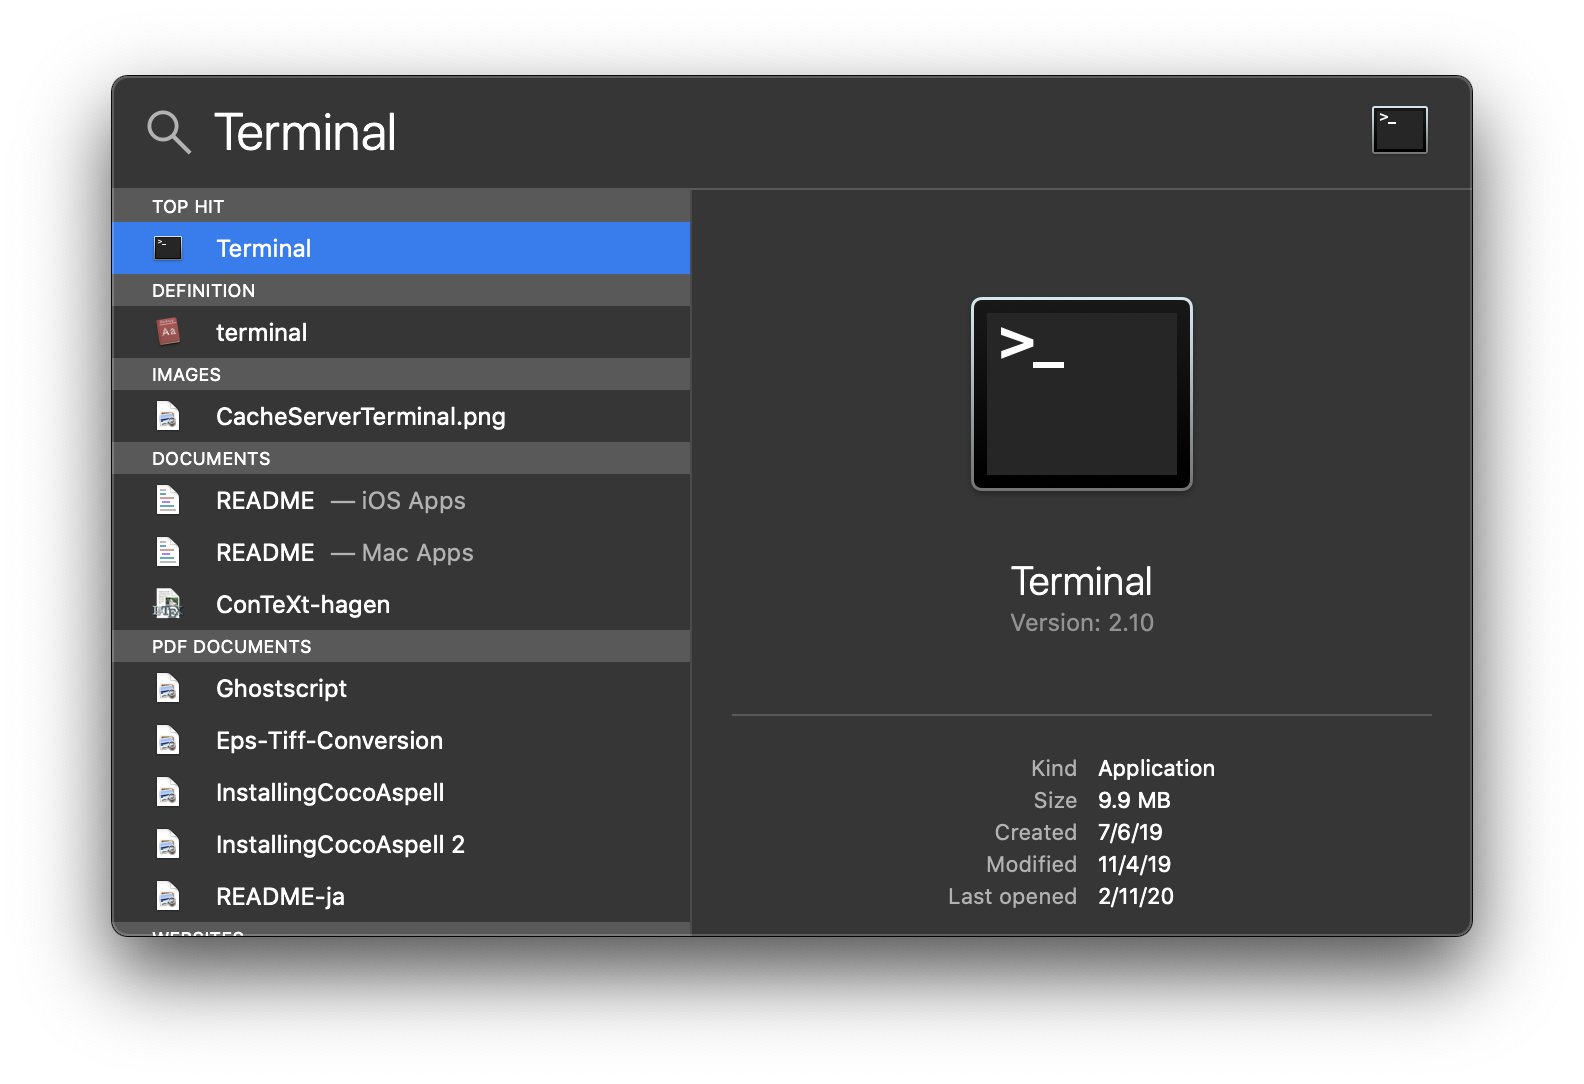 Terminal
TOP HIT
Terminal
DEFINITION
terminal
IMAGES
CacheServerTerminal.png
DOCUMENTS
README — iOS Apps
README — Mac Apps
ConTeXt-hagen
PDF DOCUMENTS
Ghostscript
Eps-Tiff-Conversion
InstallingCocoAspell
InstallingCocoAspell 2
README-ja
WEBSITES
>_
Terminal
Version: 2.10
Kind Application
Size 9.9 MB
Created 7/6/19
Modified 11/4/19
Last opened 2/11/20